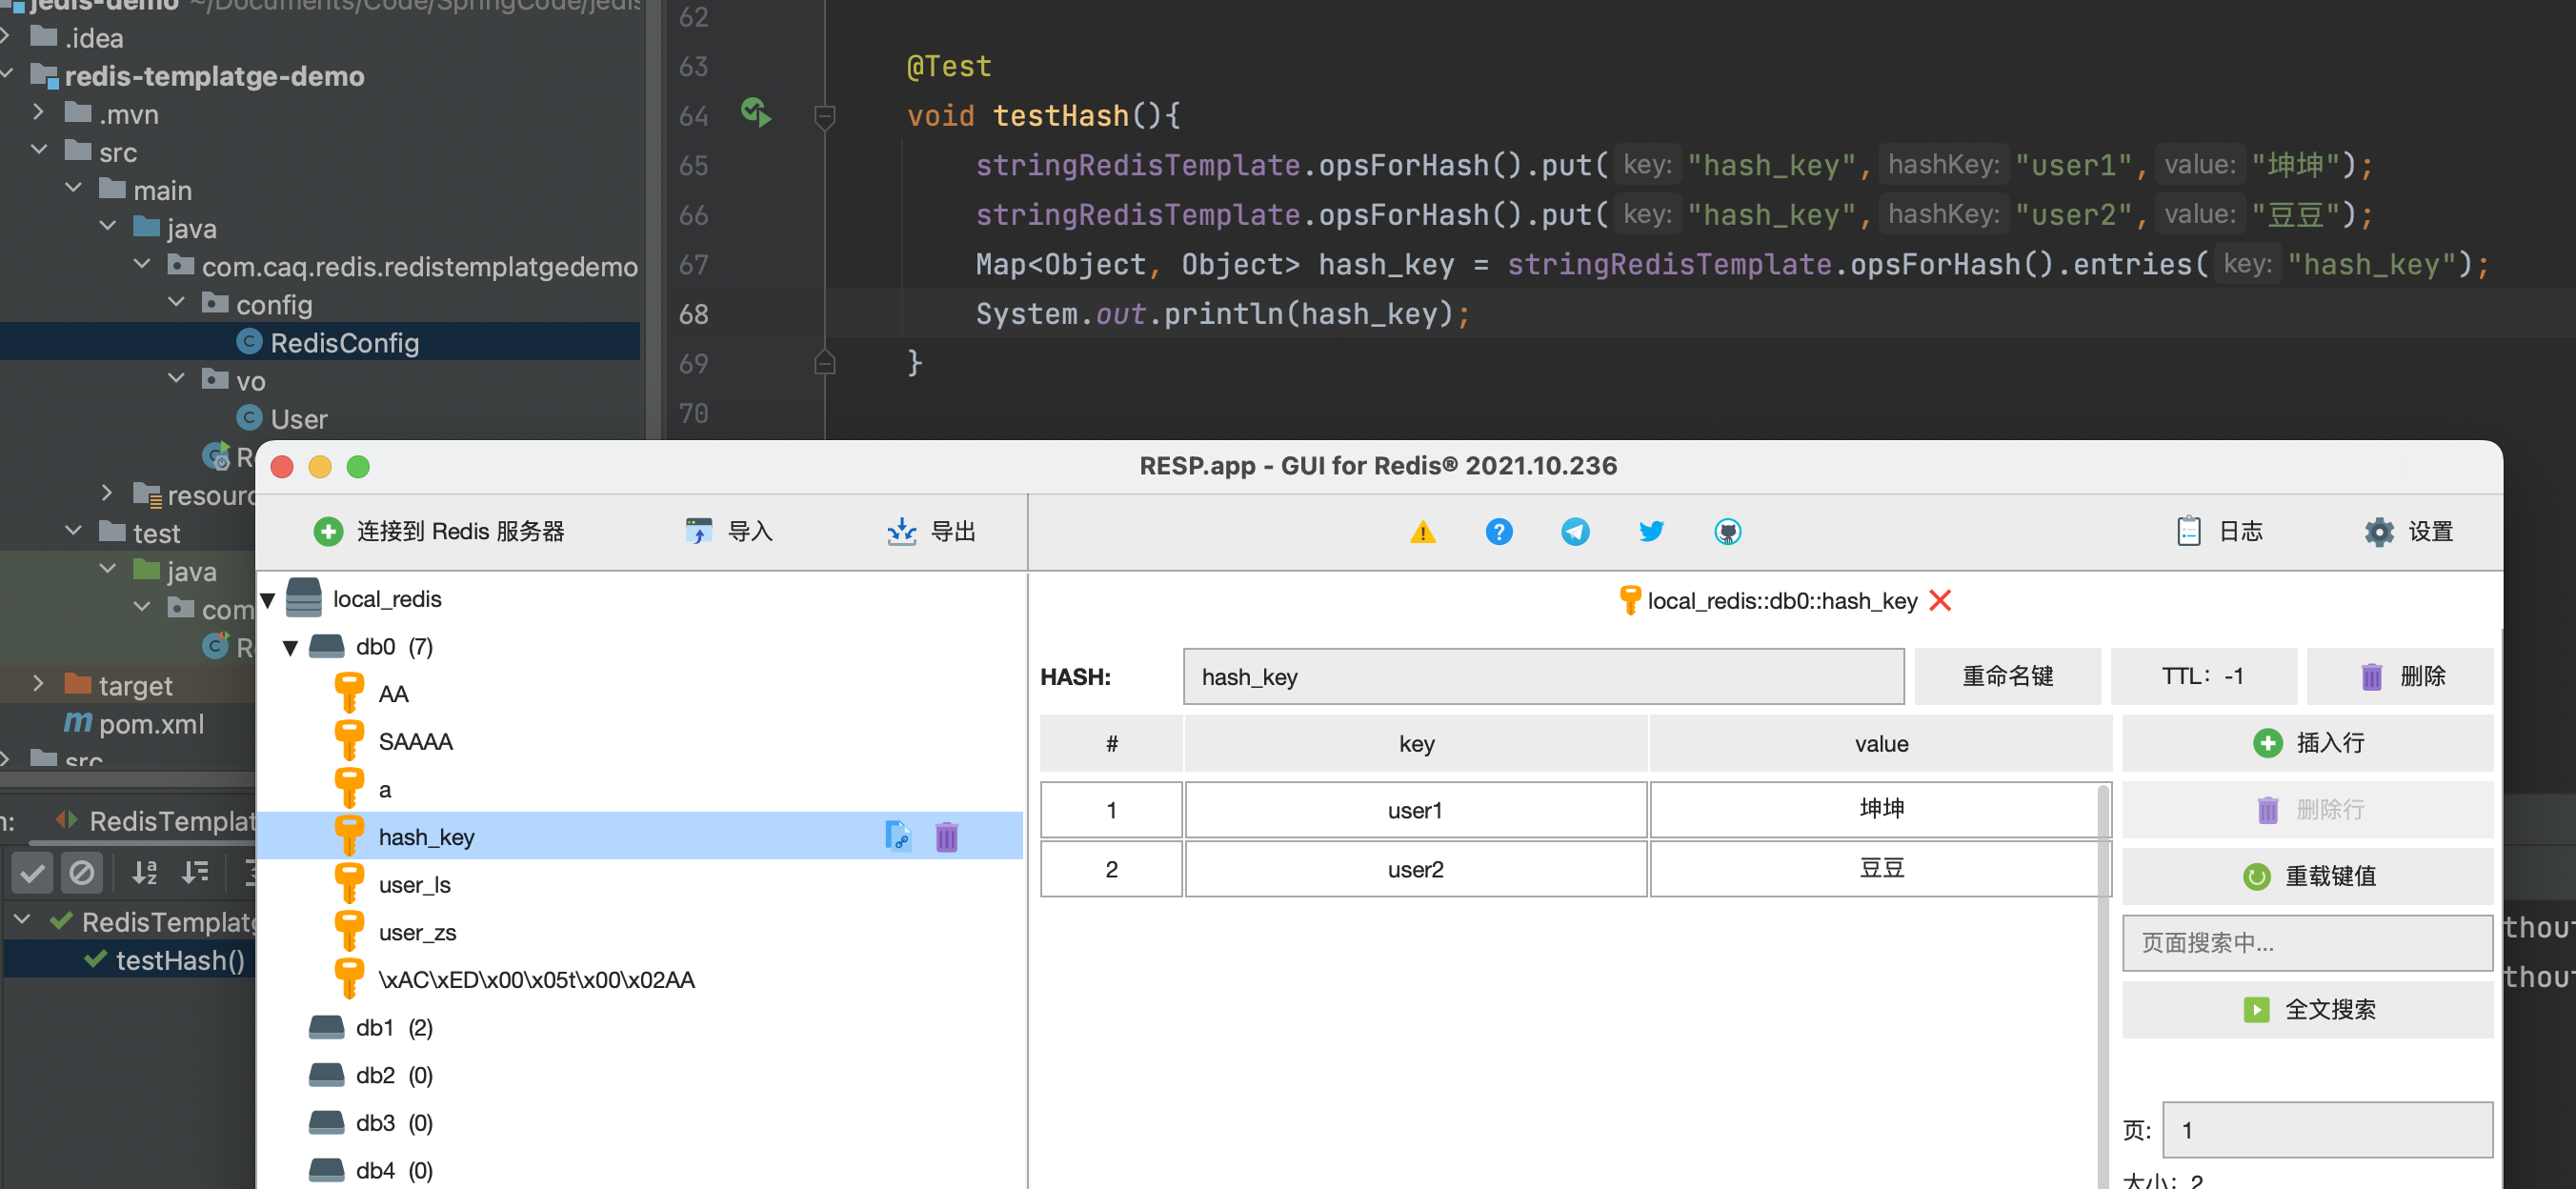 jedis-demo ~/Documents/Code/SpringCode/jedis
.idea
redis-templatge-demo
.mvn
src
main
java
com.caq.redis.redistemplatgedemo
config
RedisConfig
vo
User
R
resourc
test
java
com
R
target
pom.xml
src
62
63 @Test
64 void testHash(){
65 stringRedisTemplate.opsForHash().put( key: "hash_key", hashKey: "user1", value: "坤坤");
66 stringRedisTemplate.opsForHash().put( key: "hash_key", hashKey: "user2", value: "豆豆");
67 Map<Object, Object> hash_key = stringRedisTemplate.opsForHash().entries( key: "hash_key");
68 System.out.println(hash_key);
69 }
70
n: RedisTemplat
RedisTemplatg
testHash()
RESP.app - GUI for Redis® 2021.10.236
连接到 Redis 服务器 导入 导出 日志 设置
local_redis
db0 (7)
AA
SAAAA
a
hash_key
user_ls
user_zs
\xAC\xED\x00\x05t\x00\x02AA
db1 (2)
db2 (0)
db3 (0)
db4 (0)
local_redis::db0::hash_key
HASH: hash_key 重命名键 TTL: -1 删除
# key value
1 user1 坤坤
2 user2 豆豆
插入行
删除行
重载键值
页面搜索中...
全文搜索
页: 1
大小: 2
thout
thout